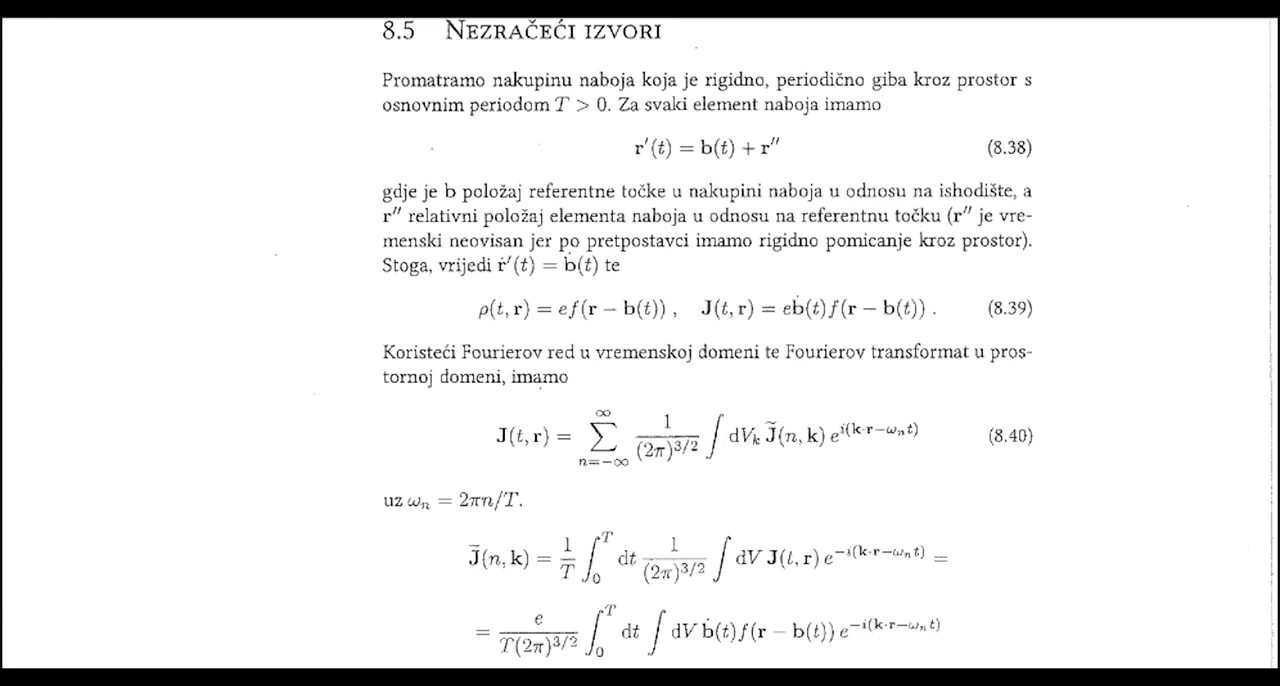 8.5 Nezračeći izvori
Promatramo nakupinu naboja koja je rigidno, periodično giba kroz prostor s
osnovnim periodom T > 0. Za svaki element naboja imamo
r′(t) = b(t) + r″ (8.38)
gdje je b položaj referentne točke u nakupini naboja u odnosu na ishodište, a
r″ relativni položaj elementa naboja u odnosu na referentnu točku (r″ je vre-
menski neovisan jer po pretpostavci imamo rigidno pomicanje kroz prostor).
Stoga, vrijedi ṙ′(t) = ḃ(t) te
ρ(t, r) = ef(r − b(t)) , J(t, r) = eḃ(t)f(r − b(t)) . (8.39)
Koristeći Fourierov red u vremenskoj domeni te Fourierov transformat u pros-
tornoj domeni, imamo
J(t, r) = ∑_{n=−∞}^{∞} 1/(2π)^{3/2} ∫ dV_k J̃(n, k) e^{i(k·r−ω_n t)} (8.40)
uz ω_n = 2πn/T.
J̃(n, k) = 1/T ∫_0^T dt 1/(2π)^{3/2} ∫ dV J(t, r) e^{−i(k·r−ω_n t)} =
= e/(T(2π)^{3/2}) ∫_0^T dt ∫ dV ḃ(t)f(r − b(t)) e^{−i(k·r−ω_n t)}